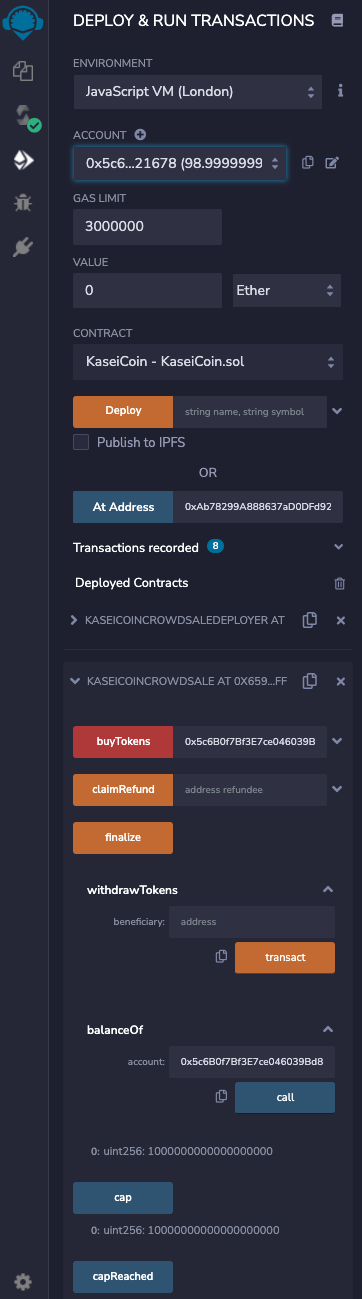 DEPLOY & RUN TRANSACTIONS
ENVIRONMENT
JavaScript VM (London)
ACCOUNT
0x5c6...21678 (98.9999999
GAS LIMIT
3000000
VALUE
0
Ether
CONTRACT
KaseiCoin - KaseiCoin.sol
Deploy
string name, string symbol
Publish to IPFS
OR
At Address
0xAb78299A888637aD0DFd92
Transactions recorded 8
Deployed Contracts
KASEICOINCROWDSALEDEPLOYER AT
KASEICOINCROWDSALE AT 0X659...FF
buyTokens
0x5c6B0f7Bf3E7ce046039B
claimRefund
address refundee
finalize
withdrawTokens
beneficiary:
address
transact
balanceOf
account:
0x5c6B0f7Bf3E7ce046039Bd8
call
0: uint256: 1000000000000000000
cap
0: uint256: 10000000000000000000
capReached